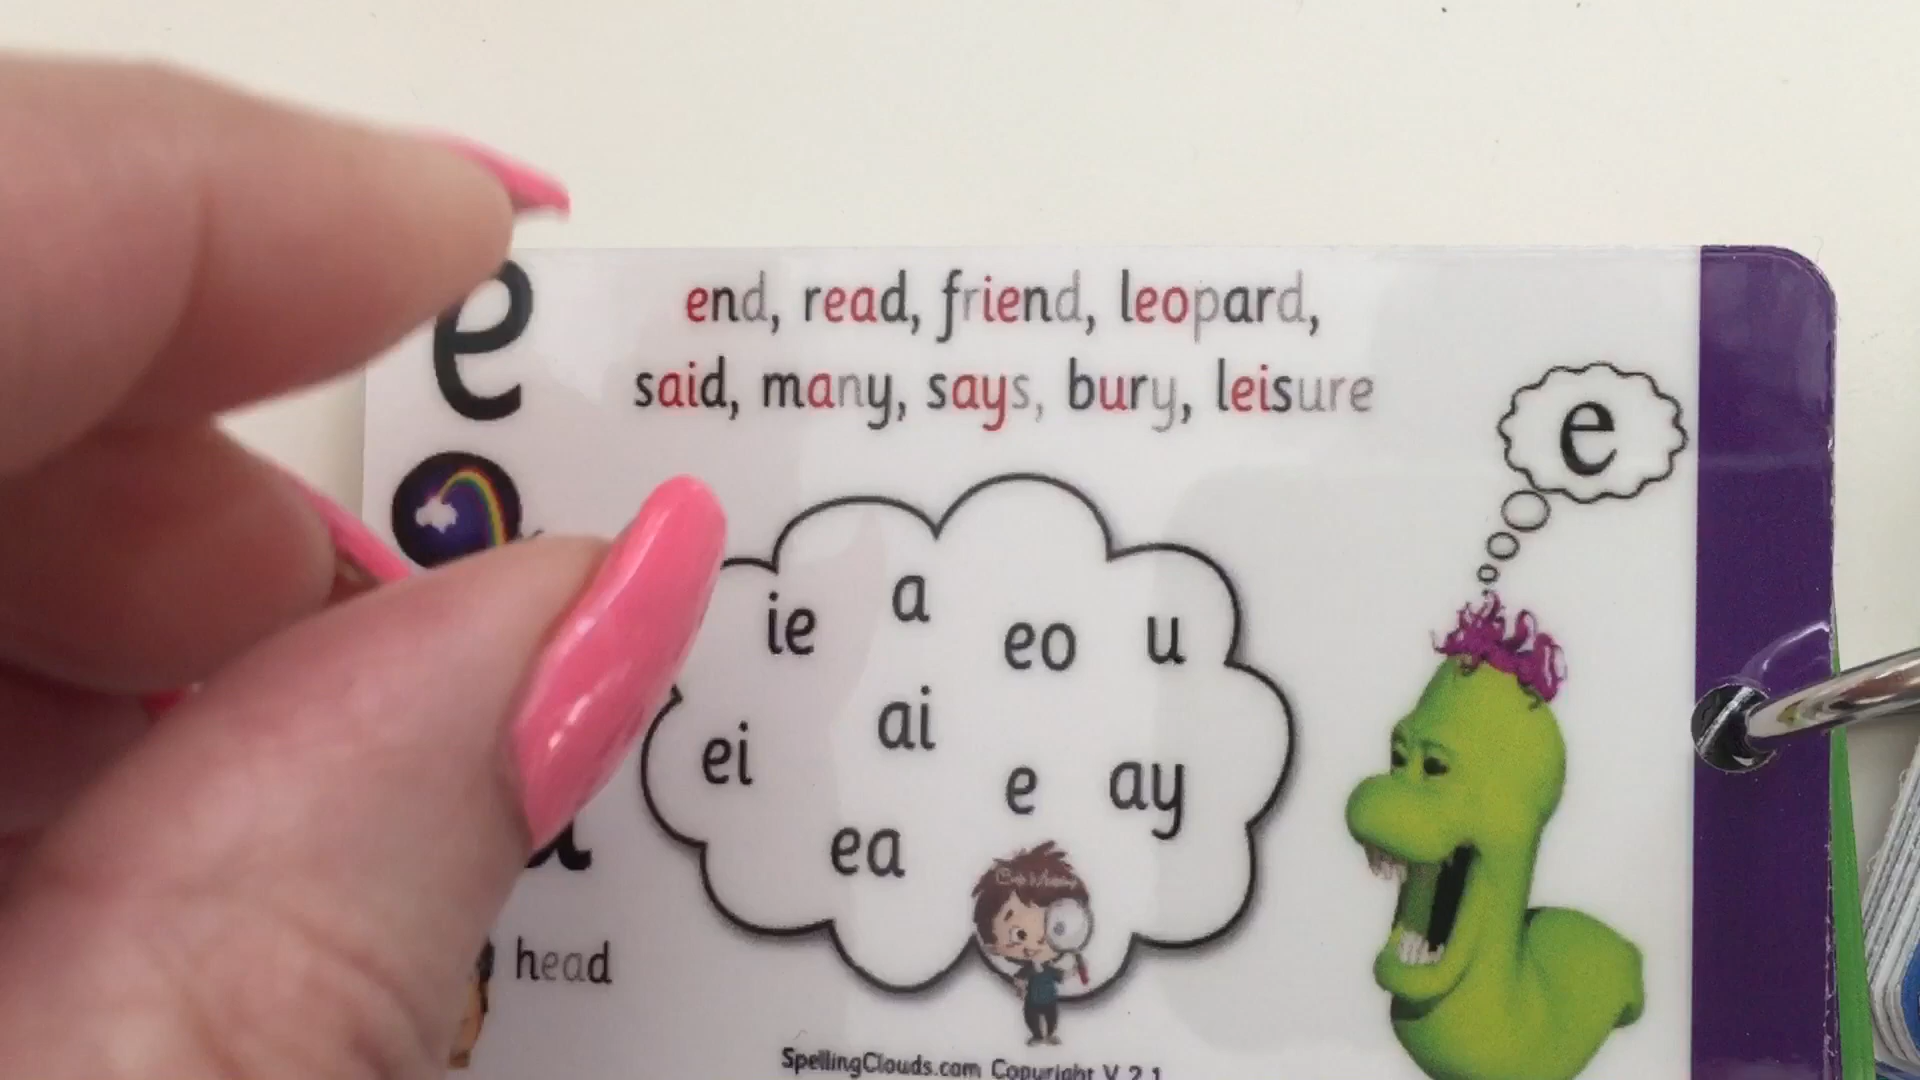 e
end, read, friend, leopard,
said, many, says, bury, leisure
e
ie a eo u
ei ai e ay
ea
head
SpellingClouds.com Copyright V 2.1